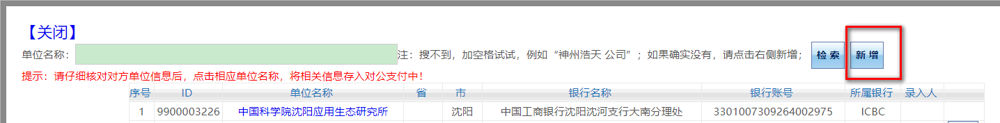 【关闭】
单位名称：注：搜不到，加空格试试，例如“神州浩天 公司”；如果确实没有，请点击右侧新增； 检 索 新 增
提示：请仔细核对对方单位信息后，点击相应单位名称，将相关信息存入对公支付中！
序号 ID 单位名称 省 市 银行名称 银行账号 所属银行 录入人
1 9900003226 中国科学院沈阳应用生态研究所 沈阳 中国工商银行沈阳沈河支行大南分理处 3301007309264002975 ICBC